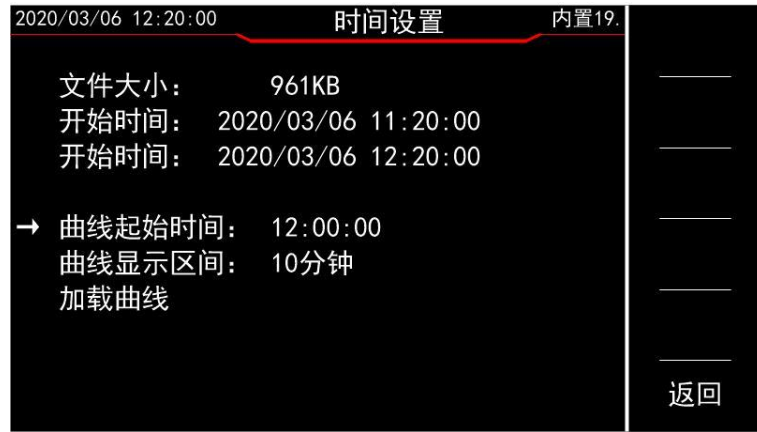 2020/03/06 12:20:00 时间设置 内置19.
文件大小： 961KB
开始时间： 2020/03/06 11:20:00
开始时间： 2020/03/06 12:20:00
→ 曲线起始时间： 12:00:00
曲线显示区间： 10分钟
加载曲线
返回